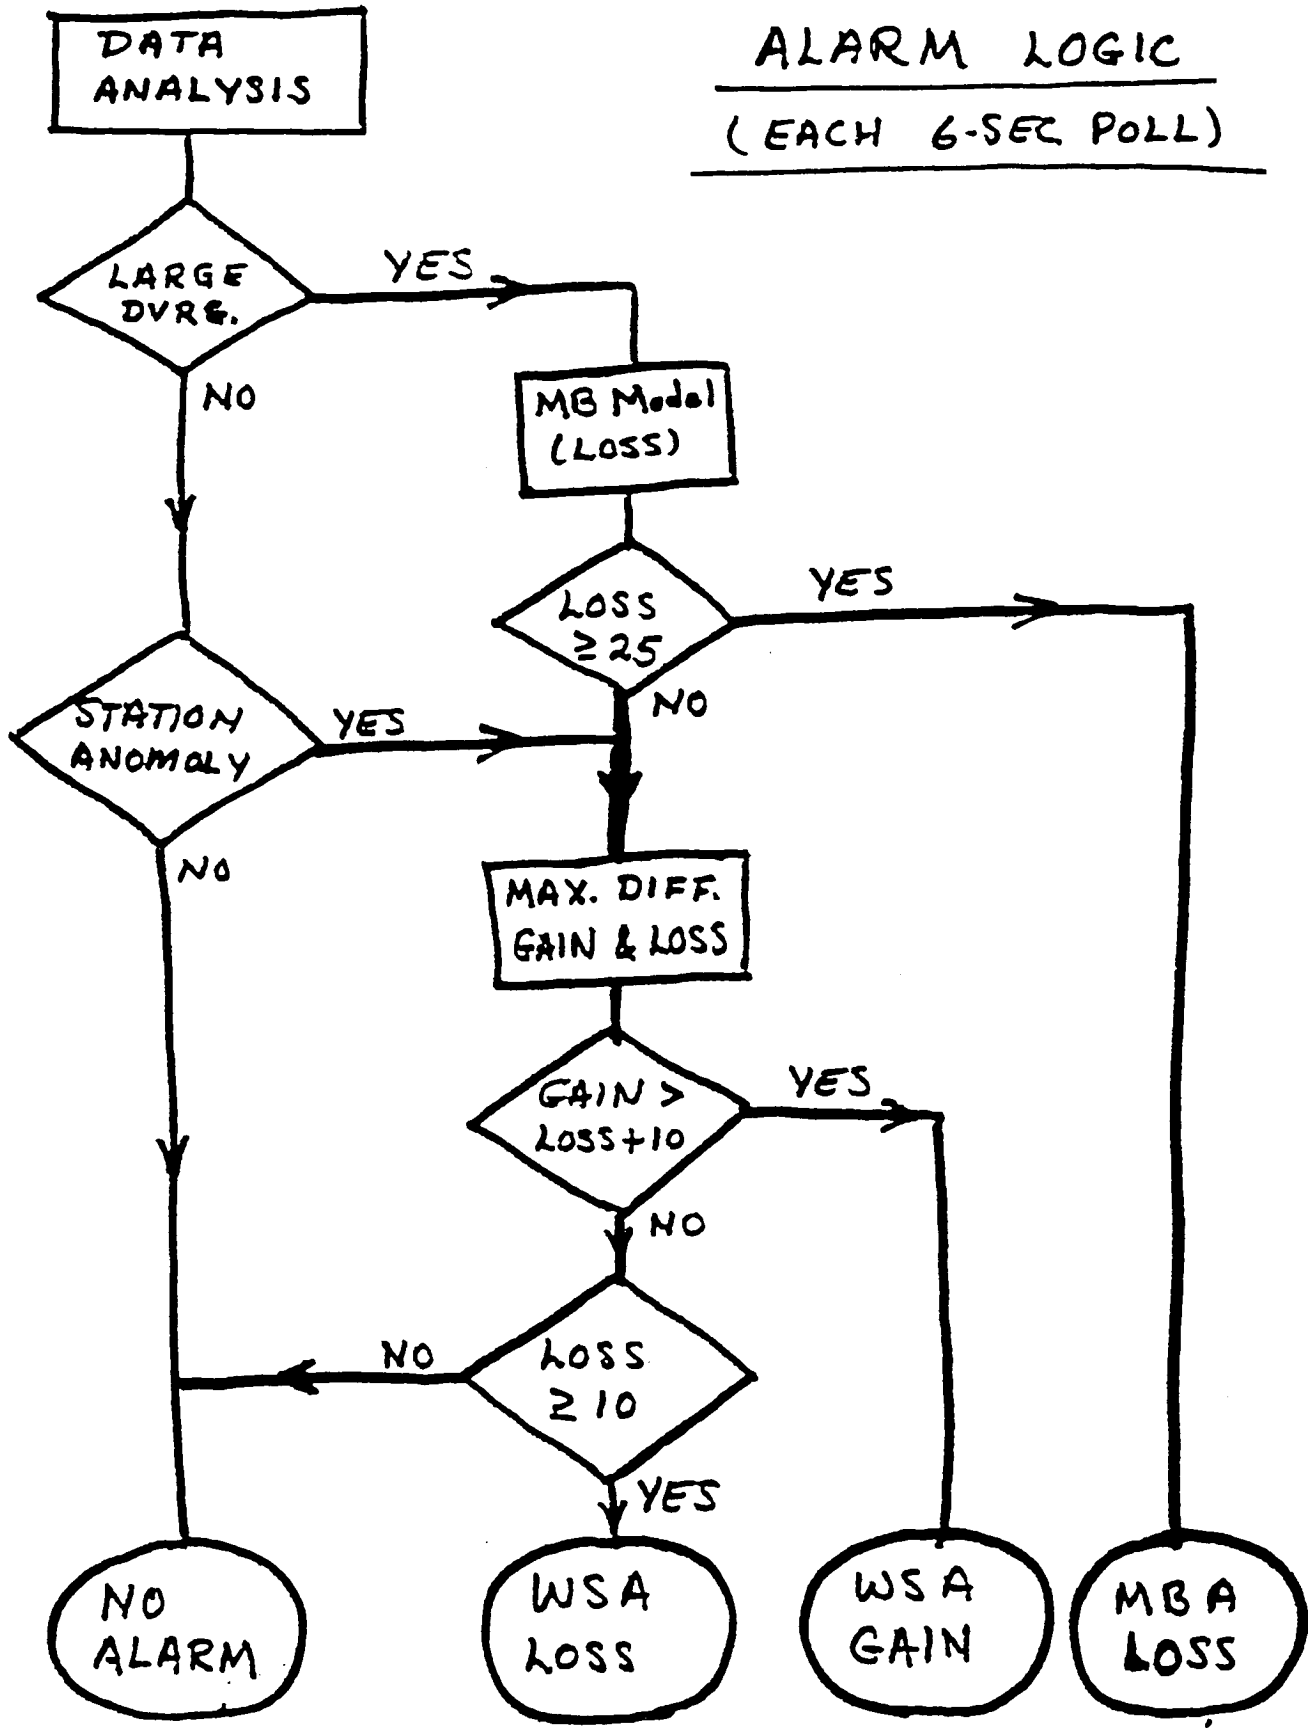 DATA
ANALYSIS
ALARM LOGIC
(EACH 6-SEC POLL)
LARGE
DVRG.
YES
NO
MB Model
(LOSS)
LOSS
≥25
YES
NO
STATION
ANOMOLY
YES
NO
MAX. DIFF.
GAIN & LOSS
GAIN >
LOSS+10
YES
NO
LOSS
≥10
NO
YES
NO
ALARM
WSA
LOSS
WSA
GAIN
MBA
LOSS